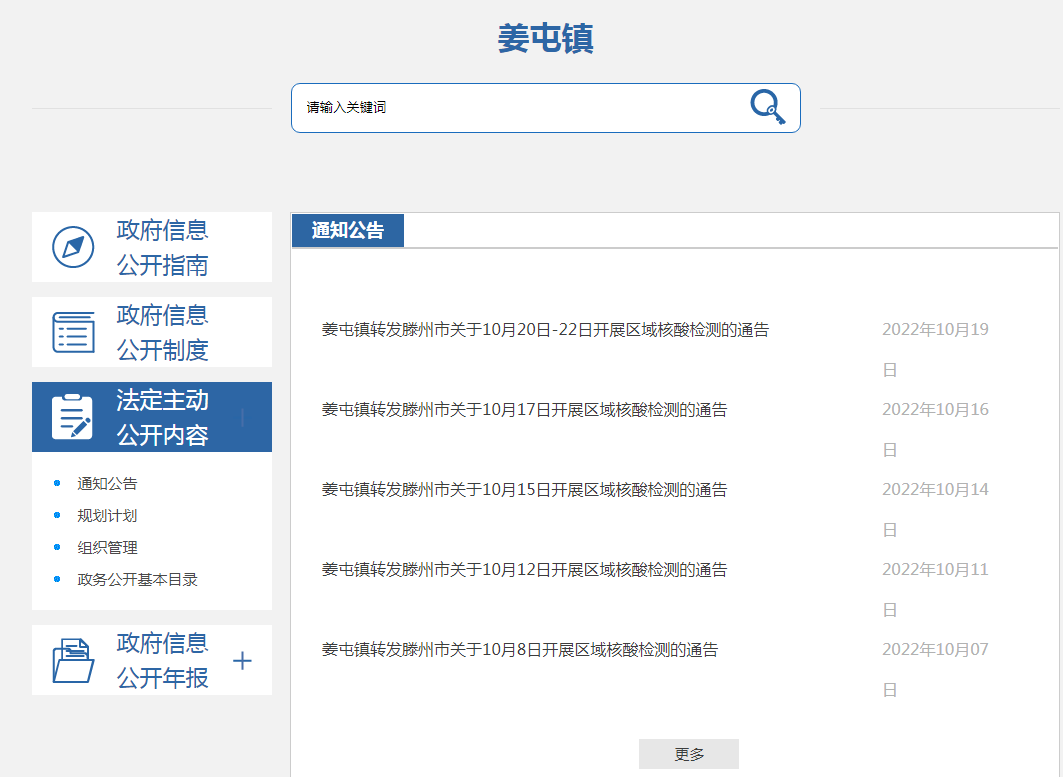 姜屯镇
请输入关键词
政府信息
公开指南
政府信息
公开制度
法定主动
公开内容
通知公告
规划计划
组织管理
政务公开基本目录
政府信息
公开年报
通知公告
姜屯镇转发滕州市关于10月20日-22日开展区域核酸检测的通告
2022年10月19
日
姜屯镇转发滕州市关于10月17日开展区域核酸检测的通告
2022年10月16
日
姜屯镇转发滕州市关于10月15日开展区域核酸检测的通告
2022年10月14
日
姜屯镇转发滕州市关于10月12日开展区域核酸检测的通告
2022年10月11
日
姜屯镇转发滕州市关于10月8日开展区域核酸检测的通告
2022年10月07
日
更多